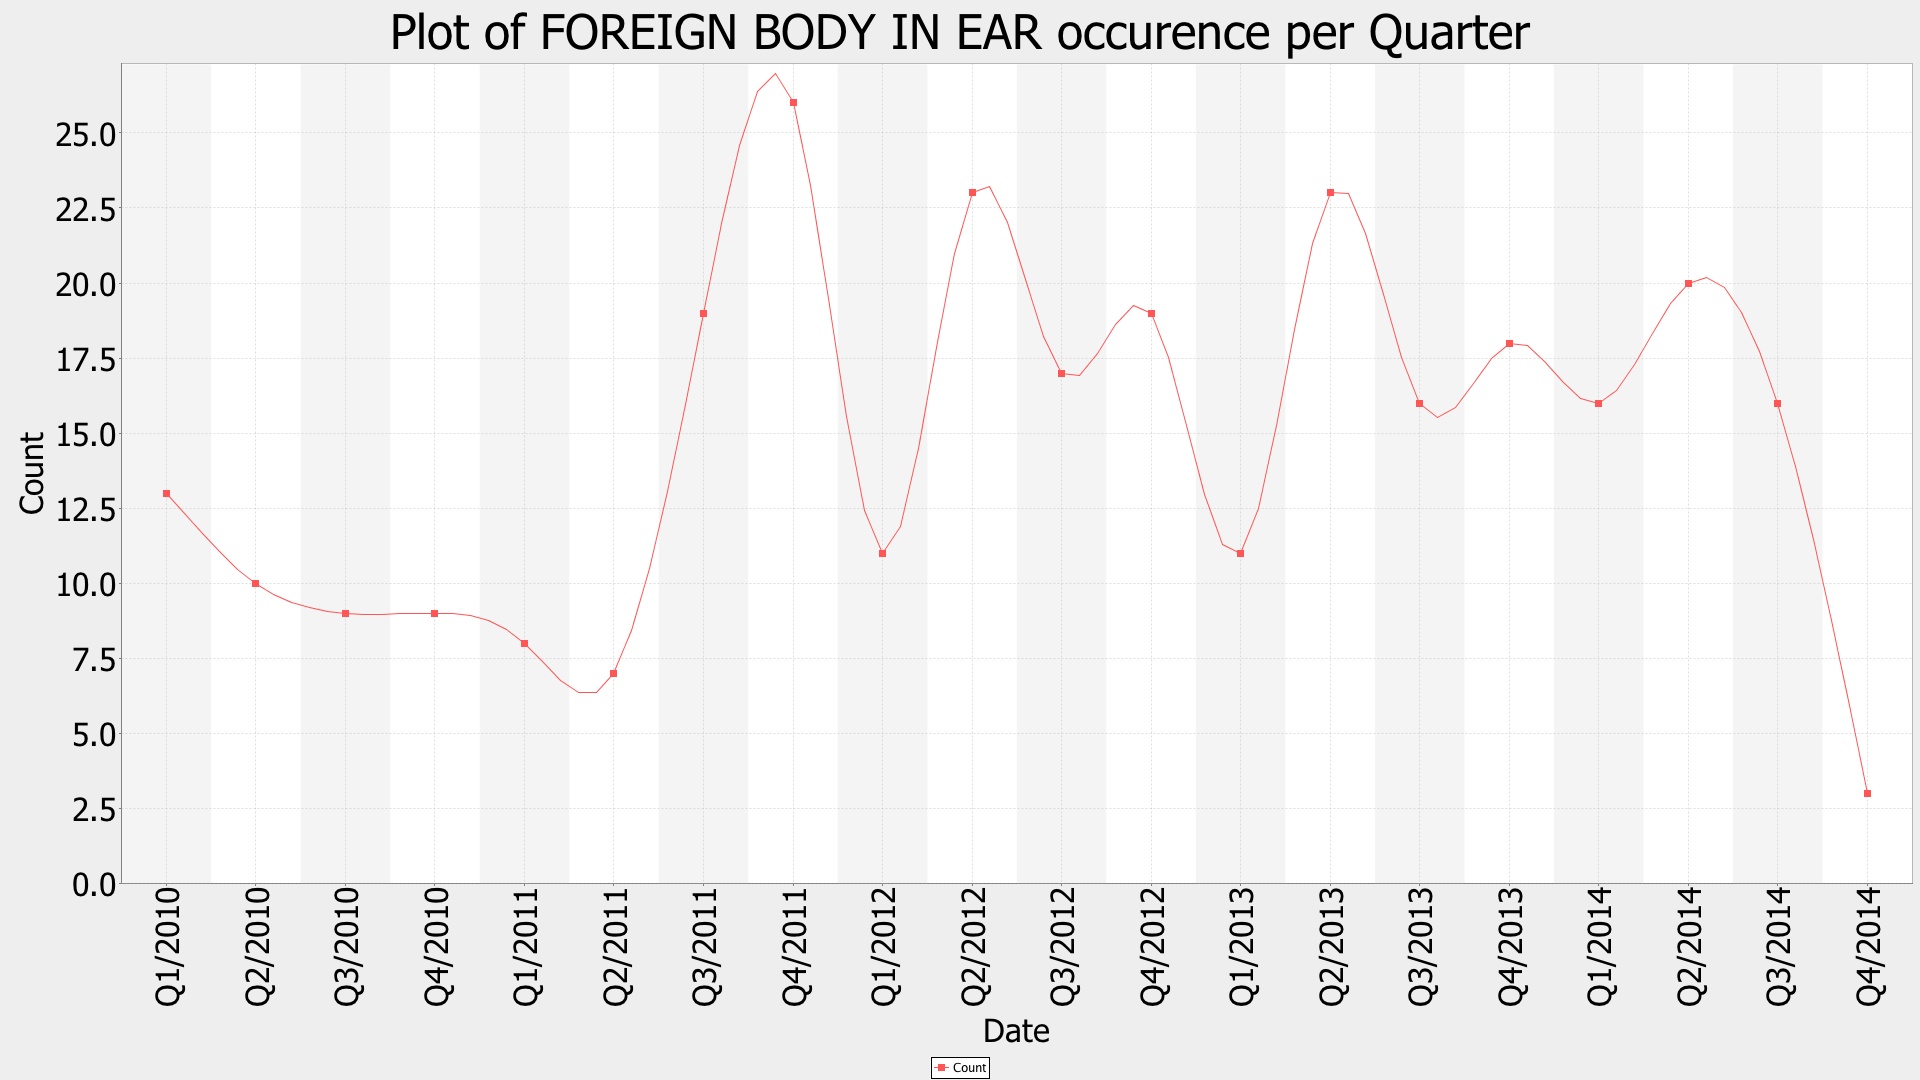 Plot of FOREIGN BODY IN EAR occurence per Quarter
Count
25.0
22.5
20.0
17.5
15.0
12.5
10.0
7.5
5.0
2.5
0.0
Q1/2010
Q2/2010
Q3/2010
Q4/2010
Q1/2011
Q2/2011
Q3/2011
Q4/2011
Q1/2012
Q2/2012
Q3/2012
Q4/2012
Q1/2013
Q2/2013
Q3/2013
Q4/2013
Q1/2014
Q2/2014
Q3/2014
Q4/2014
Date
Count